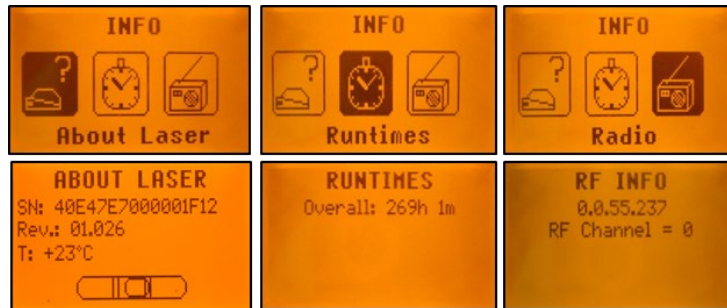 INFO
About Laser
INFO
Runtimes
INFO
Radio
ABOUT LASER
SN: 40E47E7000001F12
Rev.: 01.026
T: +23°C
RUNTIMES
Overall: 269h 1m
RF INFO
0.0.55.237
RF Channel = 0